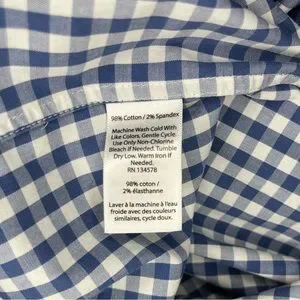 98% Cotton / 2% Spandex
Machine Wash Cold With
Like Colors, Gentle Cycle.
Use Only Non-Chlorine
Bleach if Needed. Tumble
Dry Low, Warm Iron if
Needed.
RN 134578
98% coton /
2% élasthanne
Laver à la machine à l'eau
froide avec des couleurs
similaires, cycle doux.